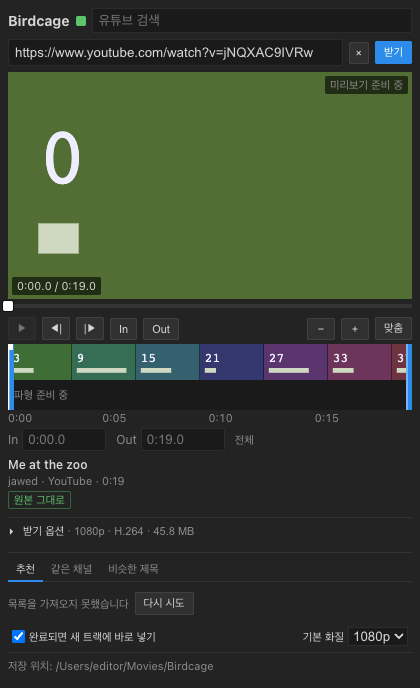 Birdcage 유튜브 검색
https://www.youtube.com/watch?v=jNQXAC9IVRw × 받기
미리보기 준비 중
0
0:00.0 / 0:19.0
In Out − + 맞춤
3 9 15 21 27 33 3
파형 준비 중
0:00 0:05 0:10 0:15
In 0:00.0 Out 0:19.0 전체
Me at the zoo
jawed · YouTube · 0:19
원본 그대로
받기 옵션 · 1080p · H.264 · 45.8 MB
추천 같은 채널 비슷한 제목
목록을 가져오지 못했습니다 다시 시도
완료되면 새 트랙에 바로 넣기 기본 화질 1080p
저장 위치: /Users/editor/Movies/Birdcage